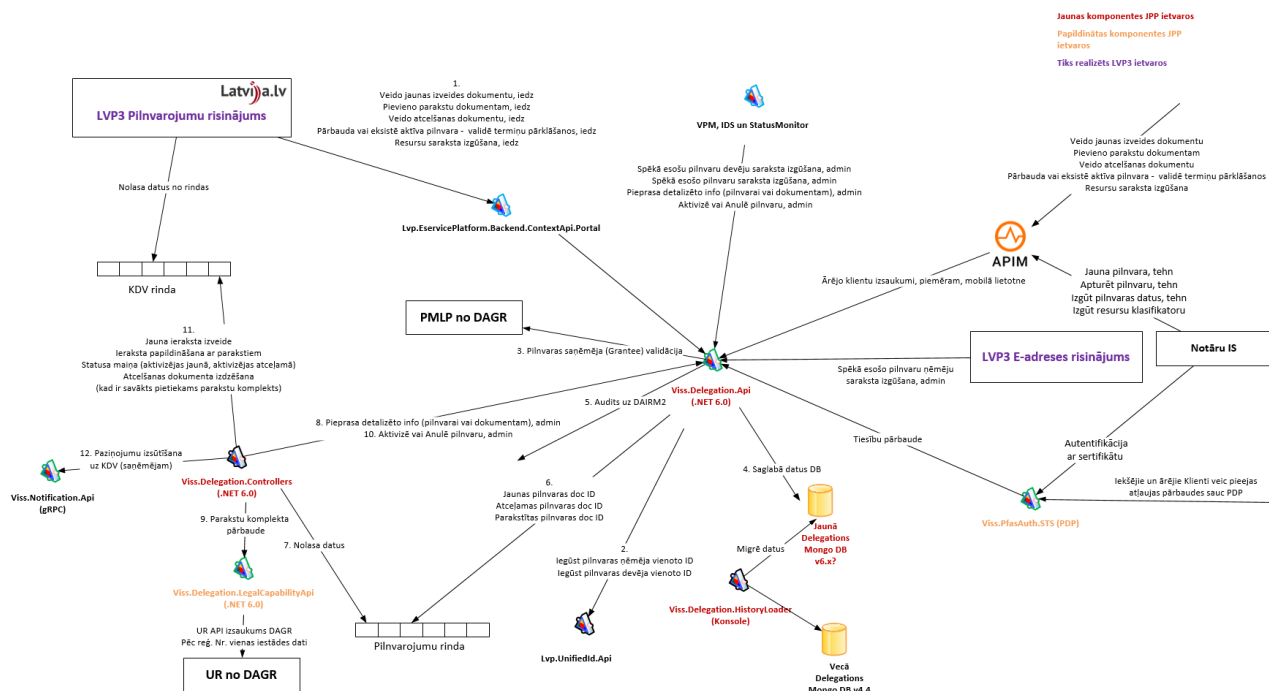 Jaunas komponentes JPP ietvaros
Papildinātas komponentes JPP
ietvaros
Tiks realizēts LVP3 ietvaros
Latvija.lv
LVP3 Pilnvarojumu risinājums
1.
Veido jaunas izveides dokumentu, iedz
Pievieno parakstu dokumentam, iedz
Veido atcelšanas dokumentu, iedz
Pārbauda vai eksistē aktīva pilnvara - validē termiņu pārklāšanos, iedz
Resursu saraksta izgūšana, iedz
VPM, IDS un StatusMonitor
Veido jaunas izveides dokumentu
Pievieno parakstu dokumentam
Veido atcelšanas dokumentu
Pārbauda vai eksistē aktīva pilnvara - validē termiņu pārklāšanos
Resursu saraksta izgūšana
Spēkā esošu pilnvaru devēju saraksta izgūšana, admin
Spēkā esošo pilnvaru saraksta izgūšana, admin
Pieprasa detalizēto info (pilnvarai vai dokumentam), admin
Aktivizē vai Anulē pilnvaru, admin
Nolasa datus no rindas
Lvp.EservicePlatform.Backend.ContextApi.Portal
APIM
KDV rinda
Jauna pilnvara, tehn
Apturēt pilnvaru, tehn
Izgūt pilnvaras datus, tehn
Izgūt resursu klasifikatoru
Ārējo klientu izsaukumi, piemēram, mobilā lietotne
PMLP no DAGR
11.
Jauna ieraksta izveide
Ieraksta papildināšana ar parakstiem
Statusa maiņa (aktivizējas jaunā, aktivizējas atceļamā)
Atcelšanas dokumenta izdzēšana
(kad ir savākts pietiekams parakstu komplekts)
3. Pilnvaras saņēmēja (Grantee) validācija
LVP3 E-adreses risinājums
Notāru IS
Spēkā esošo pilnvaru ņēmēju
saraksta izgūšana, admin
Viss.Delegation.Api
(.NET 6.0)
5. Audits uz DAIRM2
8. Pieprasa detalizēto info (pilnvarai vai dokumentam), admin
10. Aktivizē vai Anulē pilnvaru, admin
Tiesību pārbaude
Autentifikācija
ar sertifikātu
12. Paziņojumu izsūtīšana
uz KDV (saņēmējam)
4. Saglabā datus DB
Viss.Notification.Api
(gRPC)
Viss.Delegation.Controllers
(.NET 6.0)
6.
Jaunas pilnvaras doc ID
Atceļamas pilnvaras doc ID
Parakstītas pilnvaras doc ID
Iekšējie un ārējie Klienti veic pieejas
atļaujas pārbaudes sauc PDP
Viss.PfasAuth.STS (PDP)
9. Parakstu komplekta
pārbaude
7. Nolasa datus
Jaunā
Delegations
Mongo DB
v6.x?
2.
Iegūst pilnvaras ņēmēja vienoto ID
Iegūst pilnvaras devēja vienoto ID
Migrē datus
Viss.Delegation.LegalCapabilityApi
(.NET 6.0)
Viss.Delegation.HistoryLoader
(Konsole)
UR API izsaukums DAGR
Pēc reģ. Nr. vienas iestādes dati
Pilnvarojumu rinda
Lvp.UnifiedId.Api
UR no DAGR
Vecā
Delegations
Mongo DB v4.4